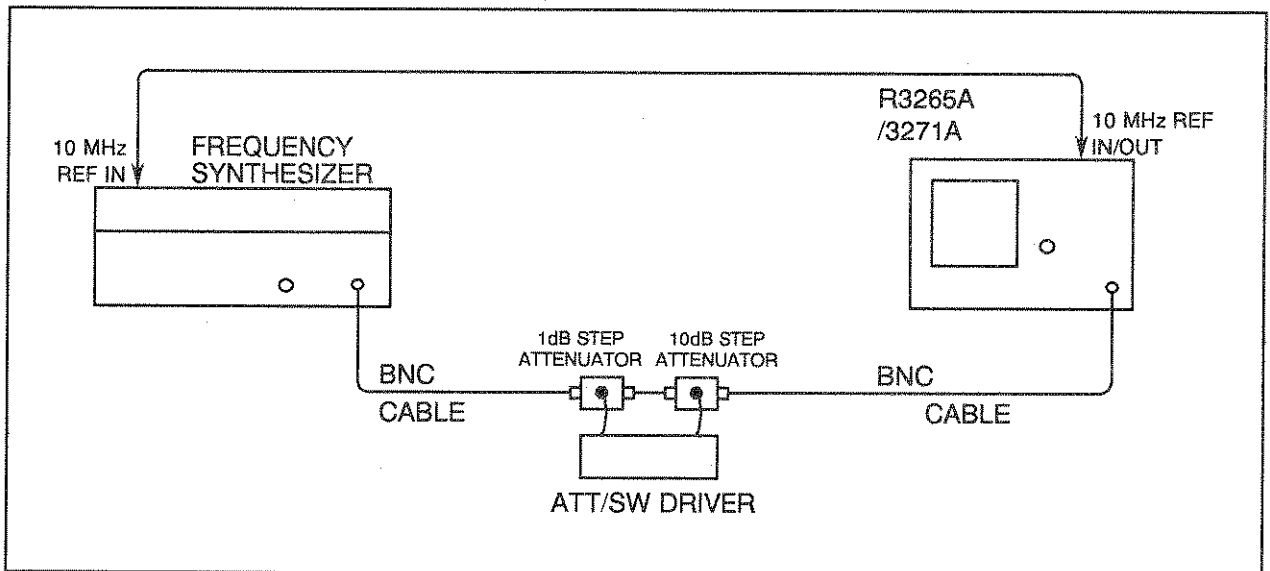 R3265A
/3271A
10 MHz REF
IN/OUT
10 MHz
REF IN
FREQUENCY
SYNTHESIZER
1dB STEP
ATTENUATOR
10dB STEP
ATTENUATOR
BNC
CABLE
BNC
CABLE
ATT/SW DRIVER